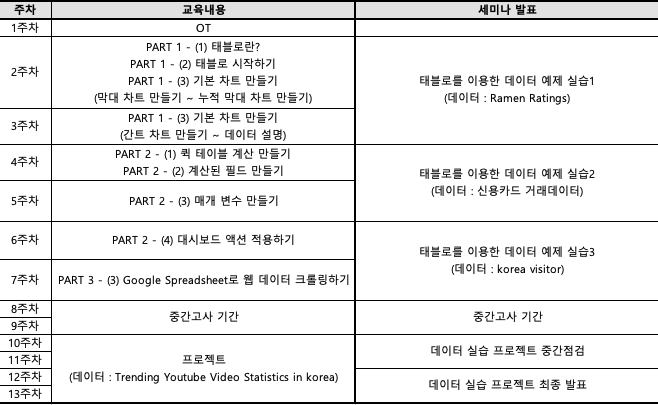 주차 교육내용 세미나 발표
1주차 OT
2주차 PART 1 - (1) 태블로란?
PART 1 - (2) 태블로 시작하기
PART 1 - (3) 기본 차트 만들기
(막대 차트 만들기 ~ 누적 막대 차트 만들기)
태블로를 이용한 데이터 예제 실습1
(데이터 : Ramen Ratings)
3주차 PART 1 - (3) 기본 차트 만들기
(간트 차트 만들기 ~ 데이터 설명)
4주차 PART 2 - (1) 퀵 테이블 계산 만들기
PART 2 - (2) 계산된 필드 만들기
태블로를 이용한 데이터 예제 실습2
(데이터 : 신용카드 거래데이터)
5주차 PART 2 - (3) 매개 변수 만들기
6주차 PART 2 - (4) 대시보드 액션 적용하기
태블로를 이용한 데이터 예제 실습3
(데이터 : korea visitor)
7주차 PART 3 - (3) Google Spreadsheet로 웹 데이터 크롤링하기
8주차
9주차
중간고사 기간 중간고사 기간
10주차
11주차
12주차
13주차
프로젝트
(데이터 : Trending Youtube Video Statistics in korea)
데이터 실습 프로젝트 중간점검
데이터 실습 프로젝트 최종 발표